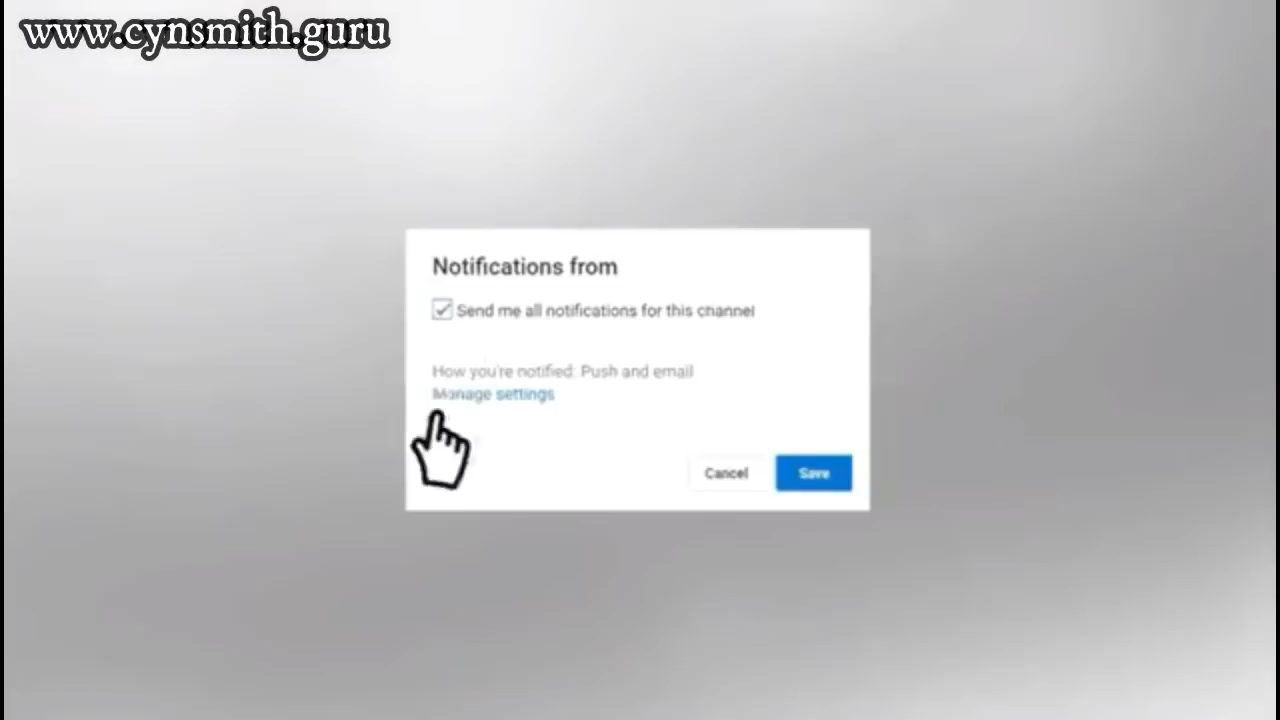 www.cynsmith.guru
Notifications from
Send me all notifications for this channel
How you're notified: Push and email
Manage settings
Cancel
Save